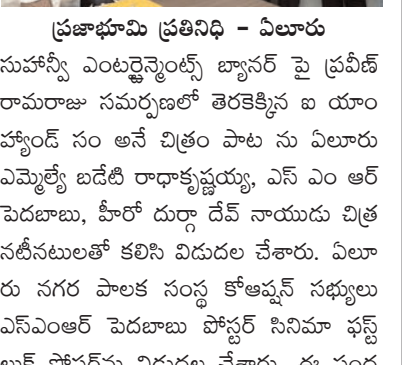 ప్రజాభూమి ప్రతినిధి - ఏలూరు
సుహాన్వీ ఎంటర్టైన్మెంట్స్ బ్యానర్ పై ప్రవీణ్
రామరాజు సమర్పణలో తెరకెక్కిన ఐ యాం
హ్యాండ్ సం అనే చిత్రం పాట ను ఏలూరు
ఎమ్మెల్యే బడేటి రాధాకృష్ణయ్య, ఎస్ ఎం ఆర్
పెదబాబు, హీరో దుర్గా దేవ్ నాయుడు చిత్ర
నటీనటులతో కలిసి విడుదల చేశారు. ఏలూ
రు నగర పాలక సంస్థ కోఆప్షన్ సభ్యులు
ఎస్ఎంఆర్ పెదబాబు పోస్టర్ సినిమా ఫస్ట్